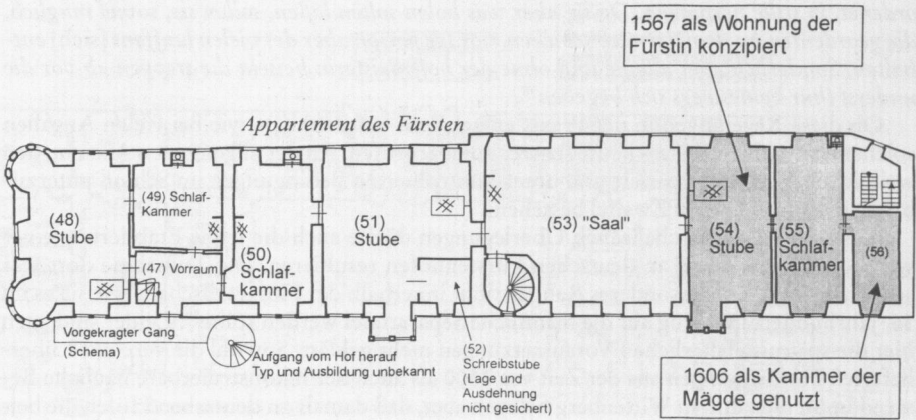 1567 als Wohnung der
Fürstin konzipiert
Appartement des Fürsten
(48)
Stube
(49) Schlaf-
Kammer
(47) Vorraum
(50)
Schlaf-
kammer
(51)
Stube
(53) Saal
(54)
Stube
(55)
Schlaf-
kammer
(56)
Vorgenagter Gang
(Schema)
Aufgang vom Hof herauf
Typ und Ausbildung unbekannt
(52)
Schreibstube
(Lage und
Ausdehnung
nicht gesichert)
1606 als Kammer der
Mägde genutzt